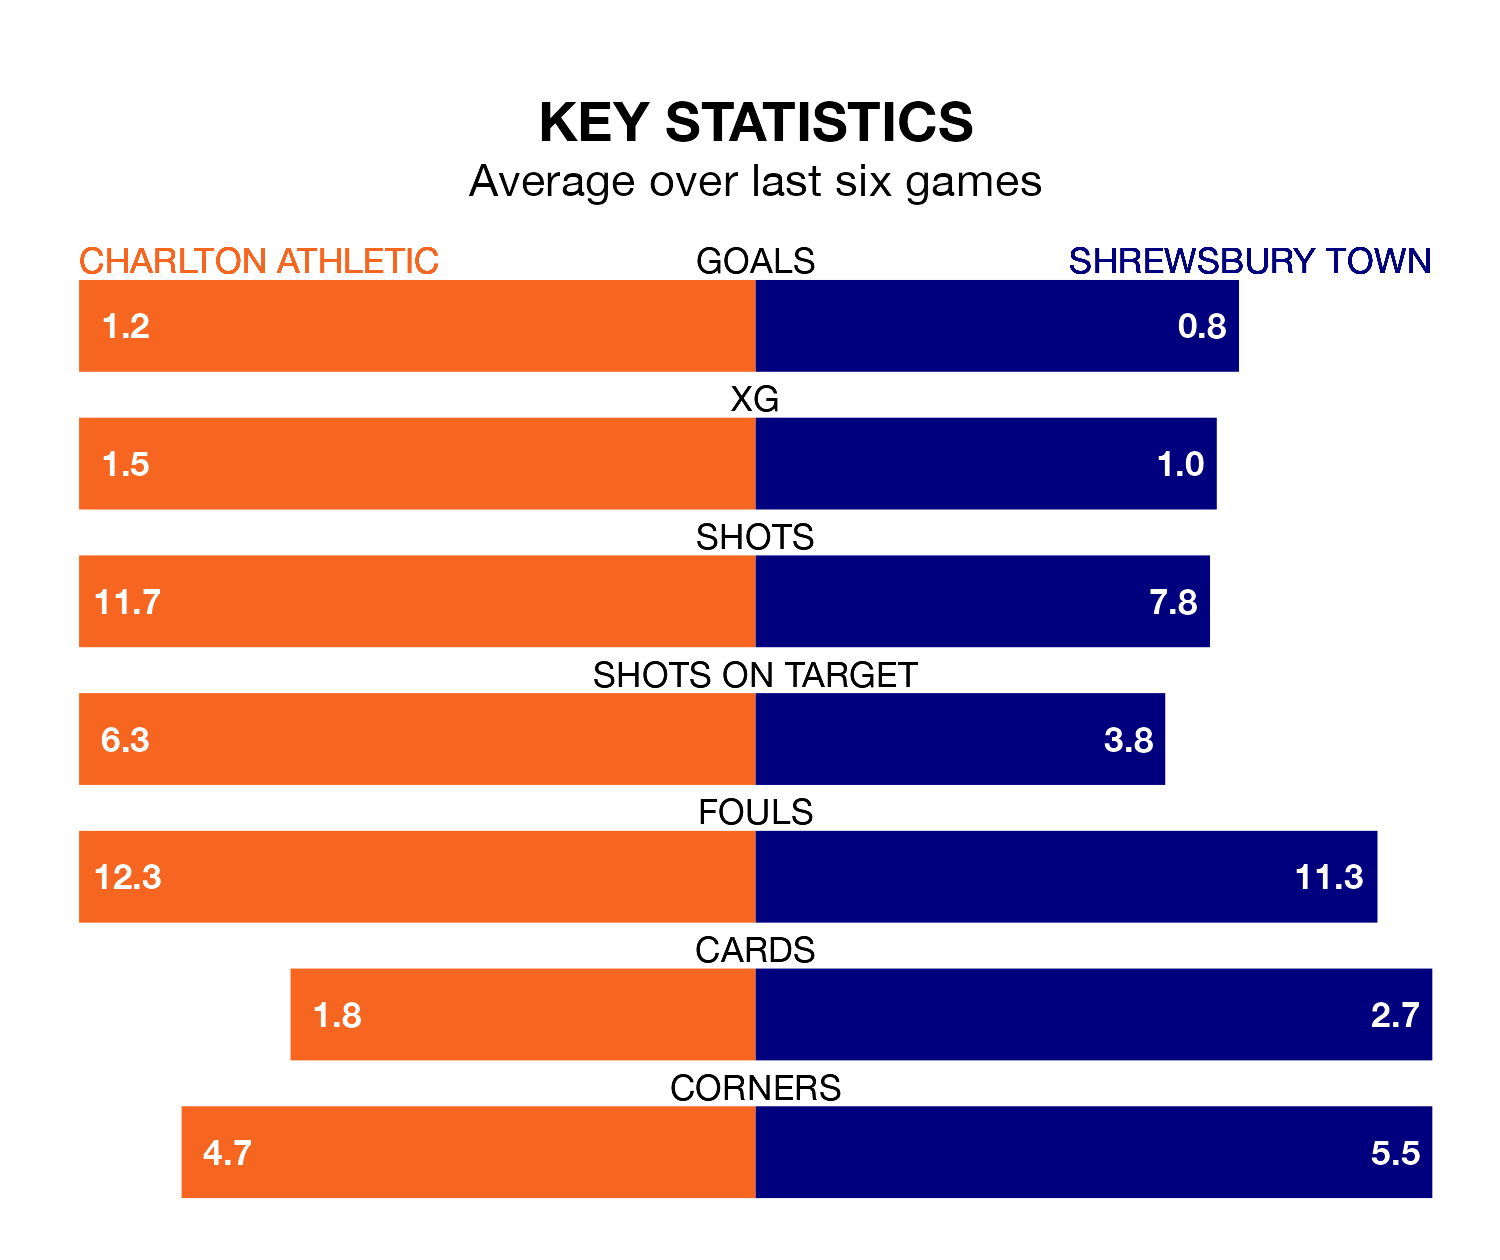 KEY STATISTICS
Average over last six games
CHARLTON ATHLETIC GOALS SHREWSBURY TOWN
1.2 0.8
XG
1.5 1.0
SHOTS
11.7 7.8
SHOTS ON TARGET
6.3 3.8
FOULS
12.3 11.3
CARDS
1.8 2.7
CORNERS
4.7 5.5